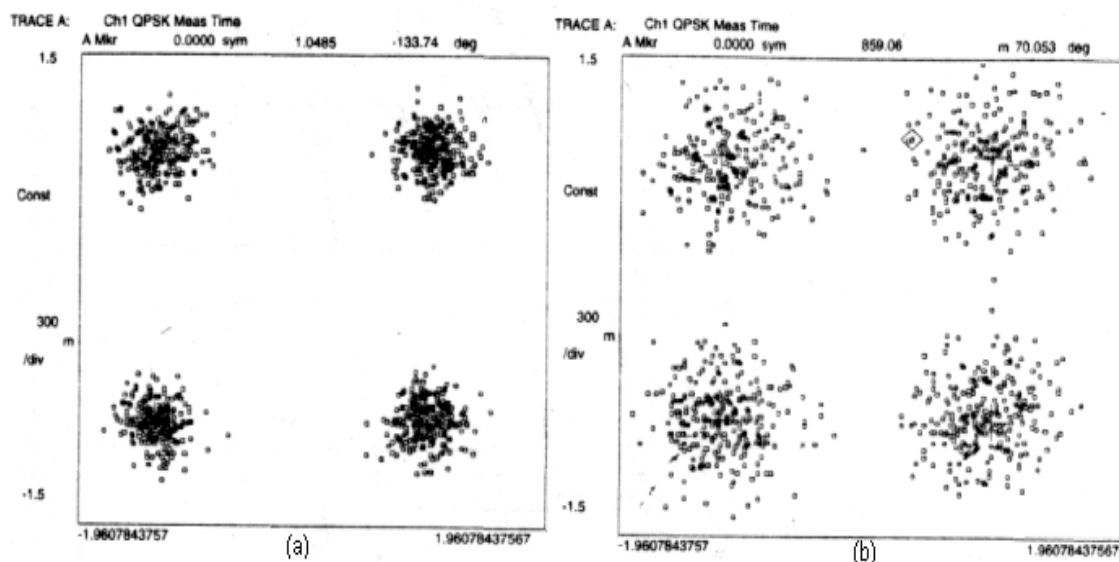 TRACE A: Ch1 QPSK Meas Time
A Mkr 0.0000 sym 1.0485 -133.74 deg
1.5
Const
300
m
/div
-1.5
-1.9607843757 1.96078437567
(a)
TRACE A: Ch1 QPSK Meas Time
A Mkr 0.0000 sym 859.06 m 70.053 deg
1.5
Const
300
m
/div
-1.5
-1.9607843757 1.96078437567
(b)